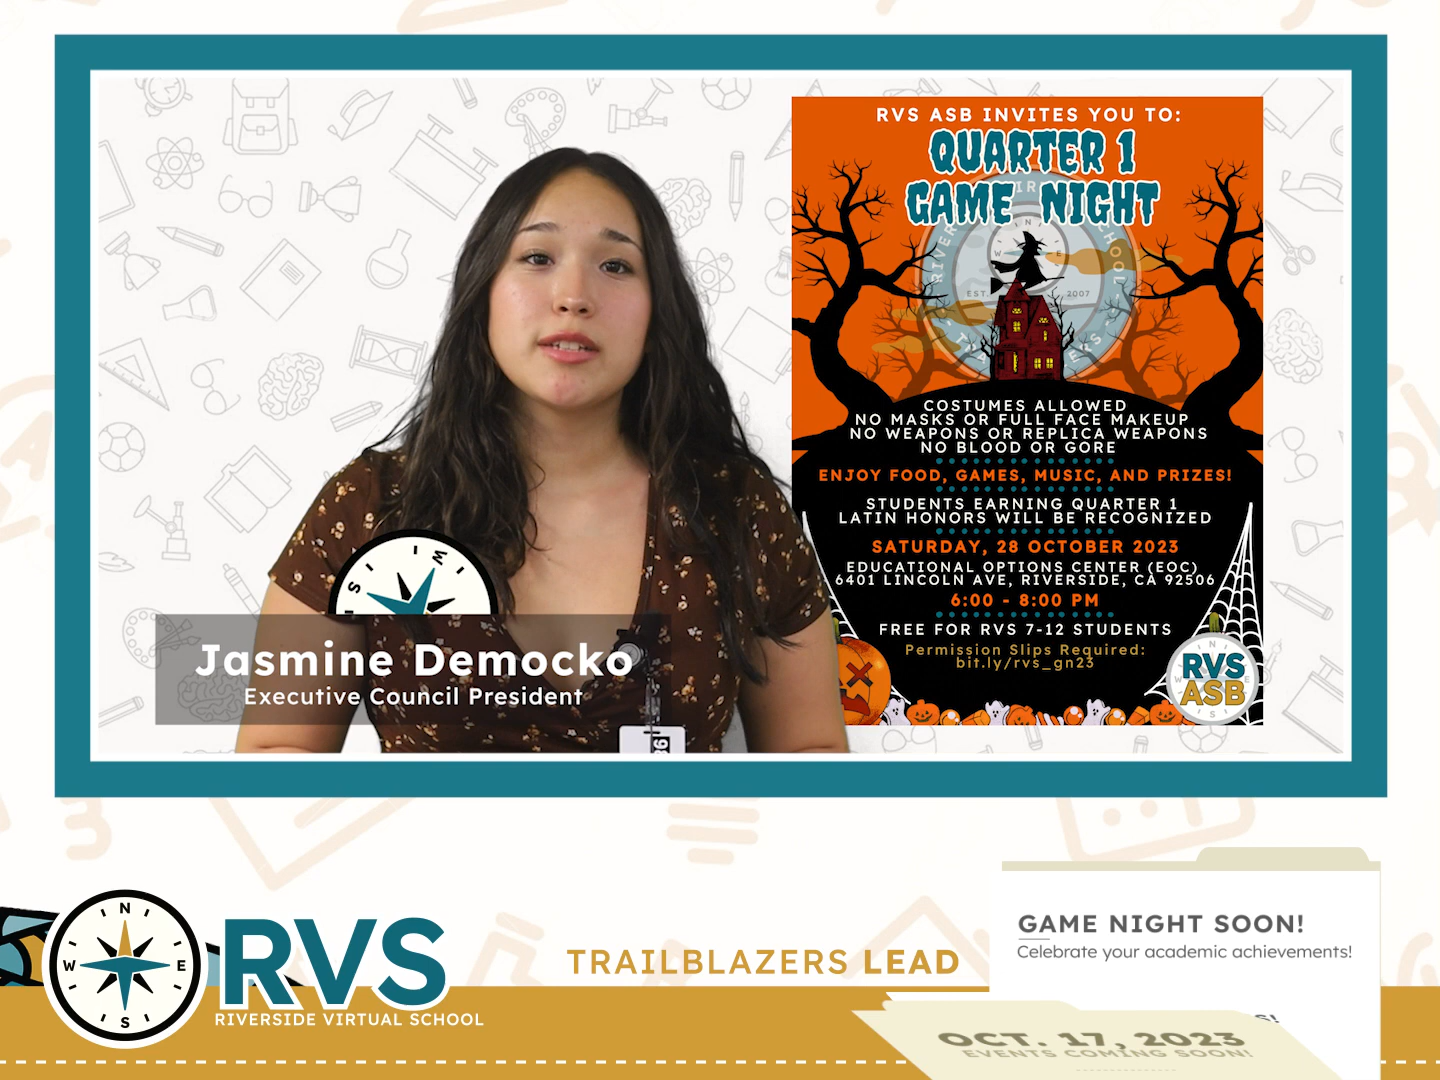 RVS ASB INVITES YOU TO:
QUARTER 1
GAME NIGHT
EST. 2007
COSTUMES ALLOWED
NO MASKS OR FULL FACE MAKEUP
NO WEAPONS OR REPLICA WEAPONS
NO BLOOD OR GORE
ENJOY FOOD, GAMES, MUSIC, AND PRIZES!
STUDENTS EARNING QUARTER 1
LATIN HONORS WILL BE RECOGNIZED
SATURDAY, 28 OCTOBER 2023
EDUCATIONAL OPTIONS CENTER (EOC)
6401 LINCOLN AVE, RIVERSIDE, CA 92506
6:00 - 8:00 PM
FREE FOR RVS 7-12 STUDENTS
Permission Slips Required:
bit.ly/rvs_gn23
RVS
ASB
Jasmine Democko
Executive Council President
N
W E
S
RVS
RIVERSIDE VIRTUAL SCHOOL
TRAILBLAZERS LEAD
GAME NIGHT SOON!
Celebrate your academic achievements!
OCT. 17, 2023
EVENTS COMING SOON!